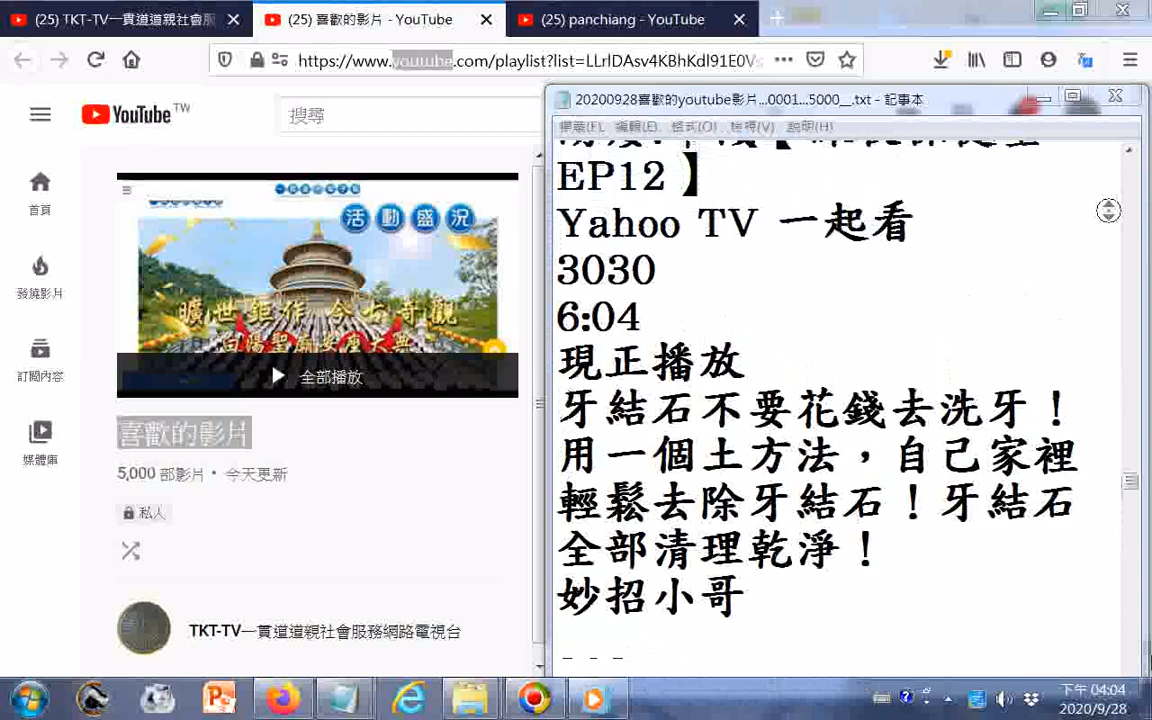 (25) TKT-TV一貫道道親社會服
(25) 喜歡的影片 - YouTube
(25) panchiang - YouTube
https://www.youtube.com/playlist?list=LLrlDAsv4KBhKdl91E0Vs
YouTube TW
搜尋
首頁
發燒影片
訂閱內容
媒體庫
活動盛況
曠世鉅作 今古奇觀
全部播放
喜歡的影片
5,000 部影片・今天更新
私人
TKT-TV一貫道道親社會服務網路電視台
20200928喜歡的youtube影片...0001...5000__.txt - 記事本
檔案(F) 編輯(E) 格式(O) 檢視(V) 說明(H)
EP12 】
Yahoo TV 一起看
3030
6:04
現正播放
牙結石不要花錢去洗牙！
用一個土方法，自己家裡
輕鬆去除牙結石！牙結石
全部清理乾淨！
妙招小哥
- - -
下午 04:04
2020/9/28